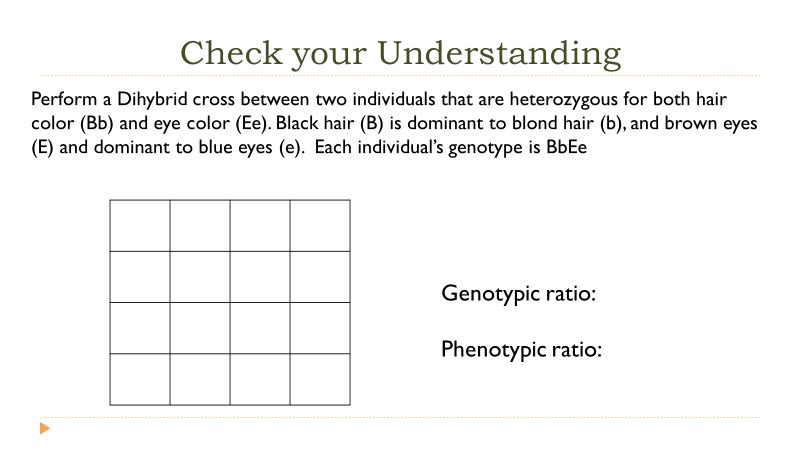 Check your Understanding
Perform a Dihybrid cross between two individuals that are heterozygous for both hair
color (Bb) and eye color (Ee). Black hair (B) is dominant to blond hair (b), and brown eyes
(E) and dominant to blue eyes (e).  Each individual’s genotype is BbEe
Genotypic ratio:
Phenotypic ratio: